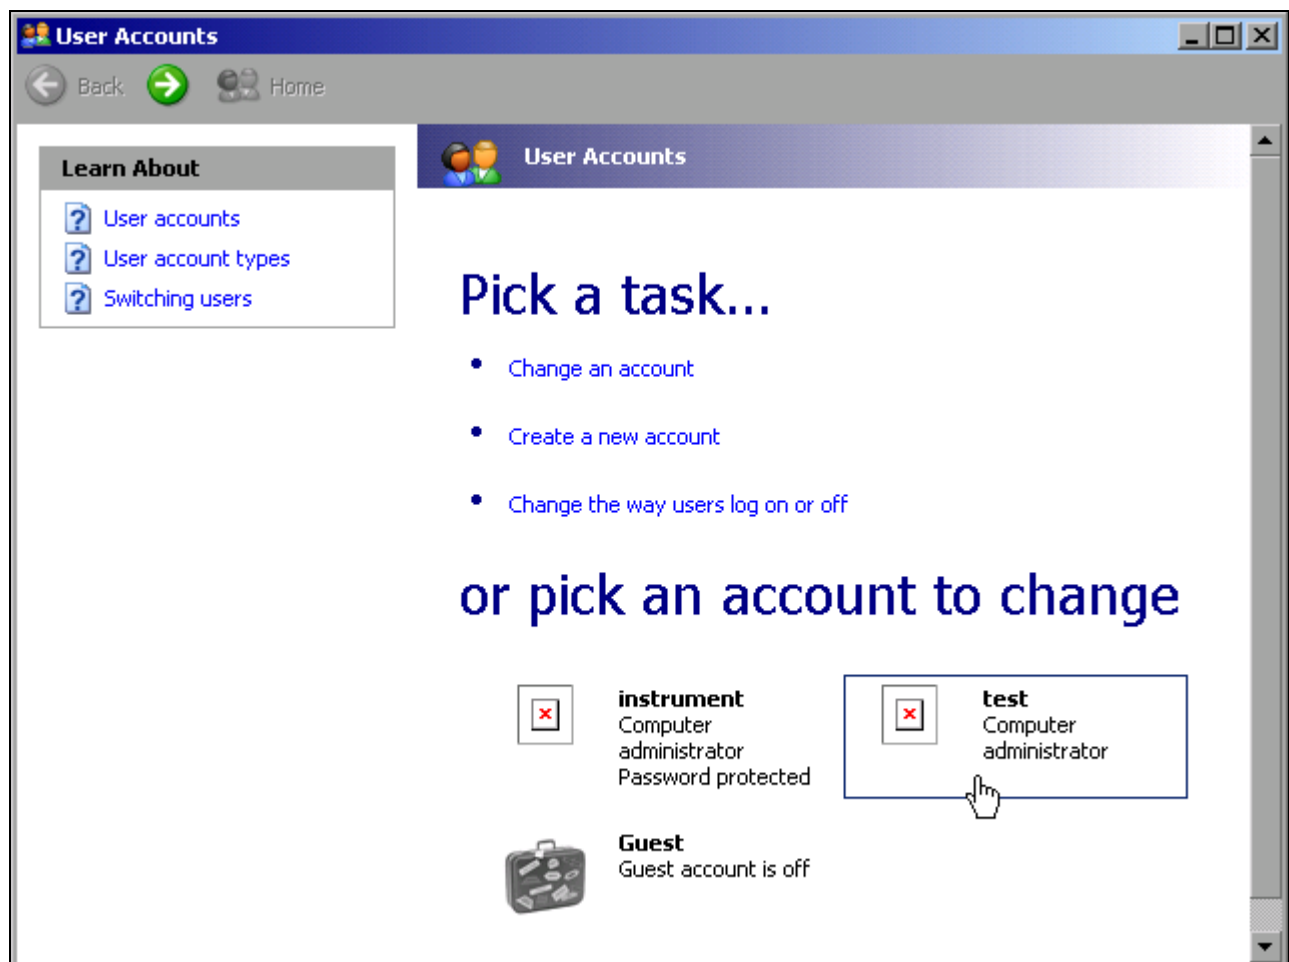 User Accounts
Back
Home
Learn About
User accounts
User account types
Switching users
User Accounts
Pick a task...
Change an account
Create a new account
Change the way users log on or off
or pick an account to change
instrument
Computer
administrator
Password protected
test
Computer
administrator
Guest
Guest account is off